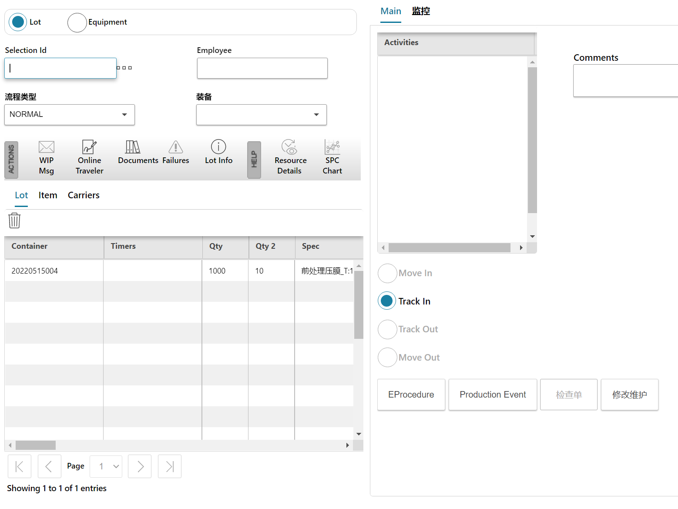 Lot
Equipment
Selection Id
Employee
流程类型
装备
NORMAL
ACTIONS
WIP Msg
Online Traveler
Documents
Failures
Lot Info
HELP
Resource Details
SPC Chart
Lot
Item
Carriers
Container
Timers
Qty
Qty 2
Spec
20220515004
1000
10
前处理压膜_T:1
Page
1
Showing 1 to 1 of 1 entries
Main
监控
Activities
Comments
Move In
Track In
Track Out
Move Out
EProcedure
Production Event
检查单
修改维护